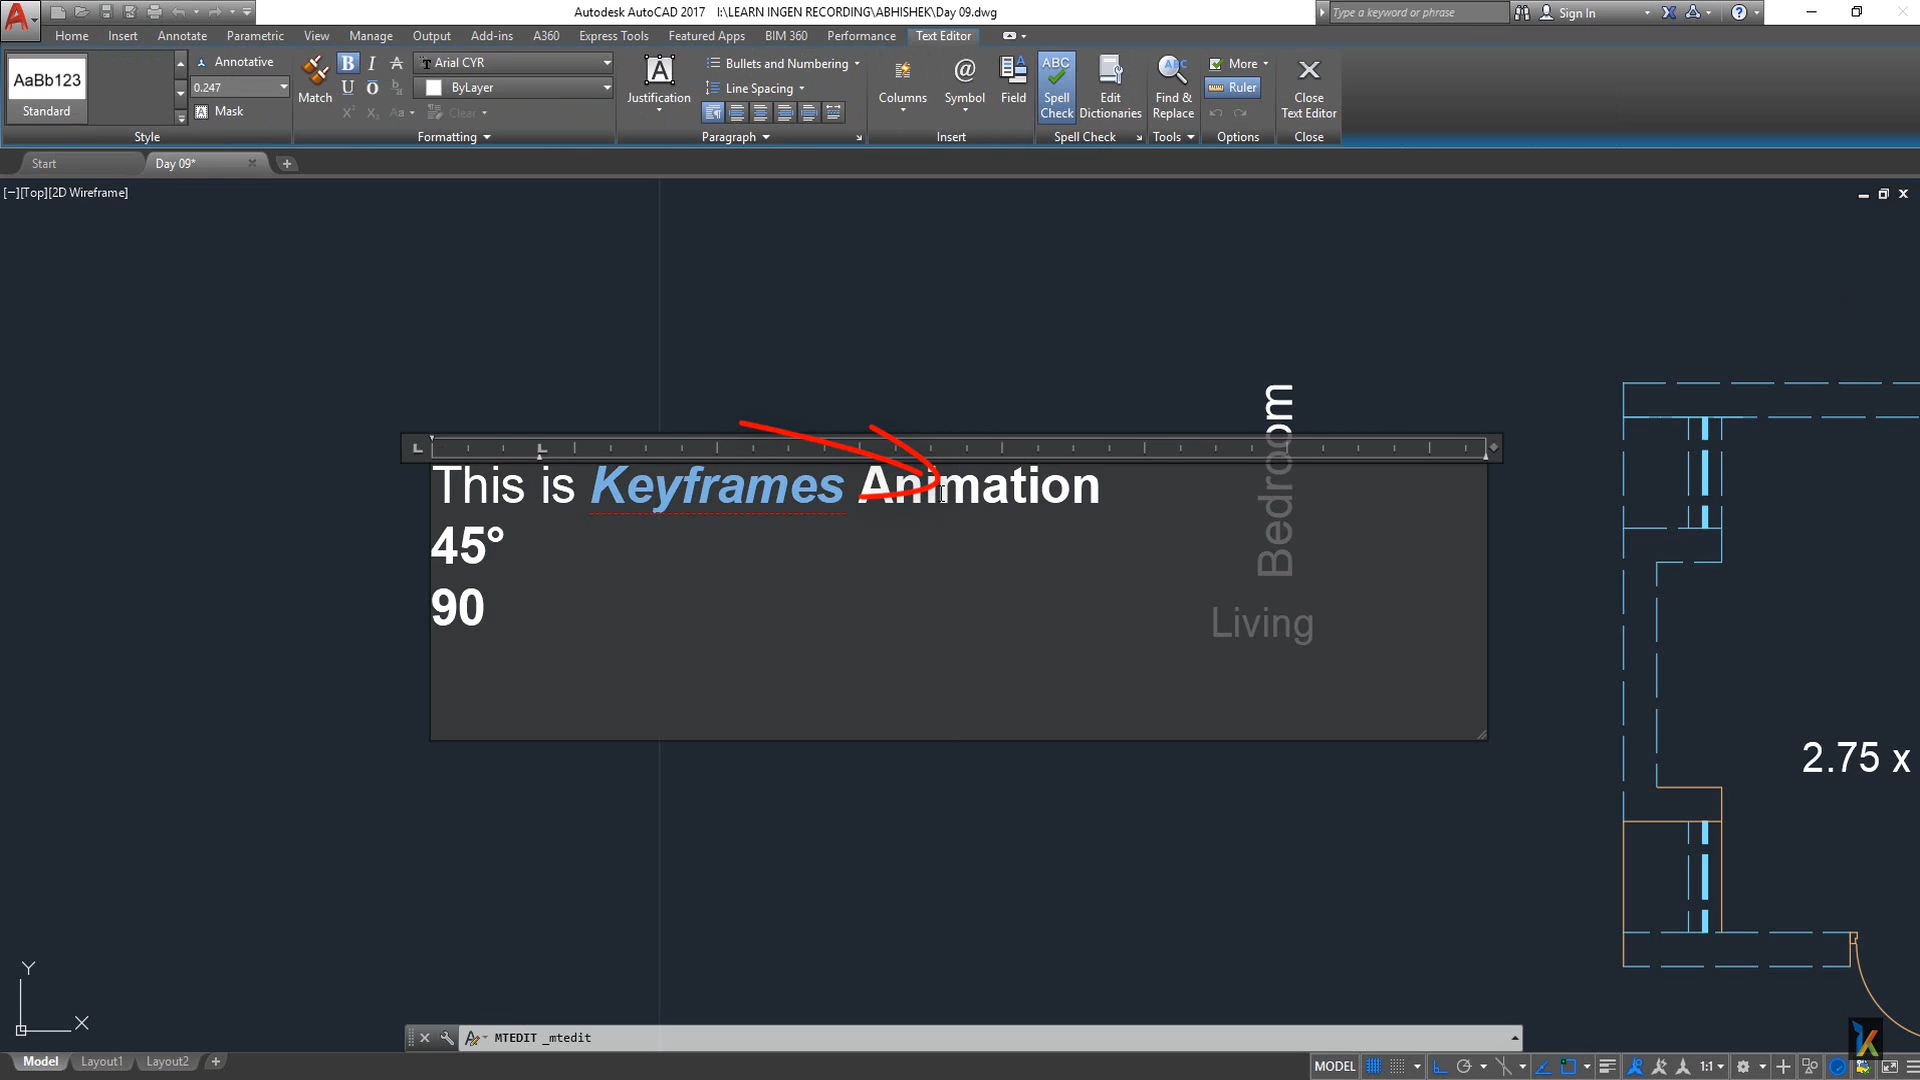 Autodesk AutoCAD 2017 I:\LEARN INGEN RECORDING\ABHISHEK\Day 09.dwg
Type a keyword or phrase
Sign In
Home Insert Annotate Parametric View Manage Output Add-ins A360 Express Tools Featured Apps BIM 360 Performance Text Editor
AaBb123
Standard
Annotative
0.247
Mask
Style
Match
B I A
U O
Arial CYR
ByLayer
Aa
Clear
Formatting
Justification
Bullets and Numbering
Line Spacing
Paragraph
Columns
@
Symbol
Field
Insert
ABC
Spell Check
Edit Dictionaries
Spell Check
Find & Replace
Tools
More
Ruler
Options
Close Text Editor
Close
Start
Day 09*
[−][Top][2D Wireframe]
This is Keyframes Animation
45°
90
Bedroom
Living
2.75 x
Y
X
MTEDIT _mtedit
Model Layout1 Layout2
MODEL
1:1